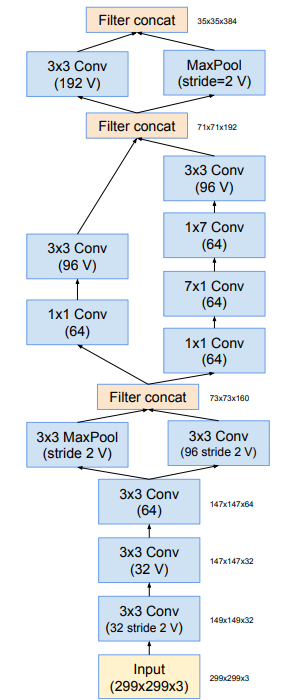 Filter concat
35x35x384
3x3 Conv
(192 V)
MaxPool
(stride=2 V)
Filter concat
71x71x192
3x3 Conv
(96 V)
1x7 Conv
(64)
3x3 Conv
(96 V)
7x1 Conv
(64)
1x1 Conv
(64)
1x1 Conv
(64)
Filter concat
73x73x160
3x3 MaxPool
(stride 2 V)
3x3 Conv
(96 stride 2 V)
3x3 Conv
(64)
147x147x64
3x3 Conv
(32 V)
147x147x32
3x3 Conv
(32 stride 2 V)
149x149x32
Input
(299x299x3)
299x299x3